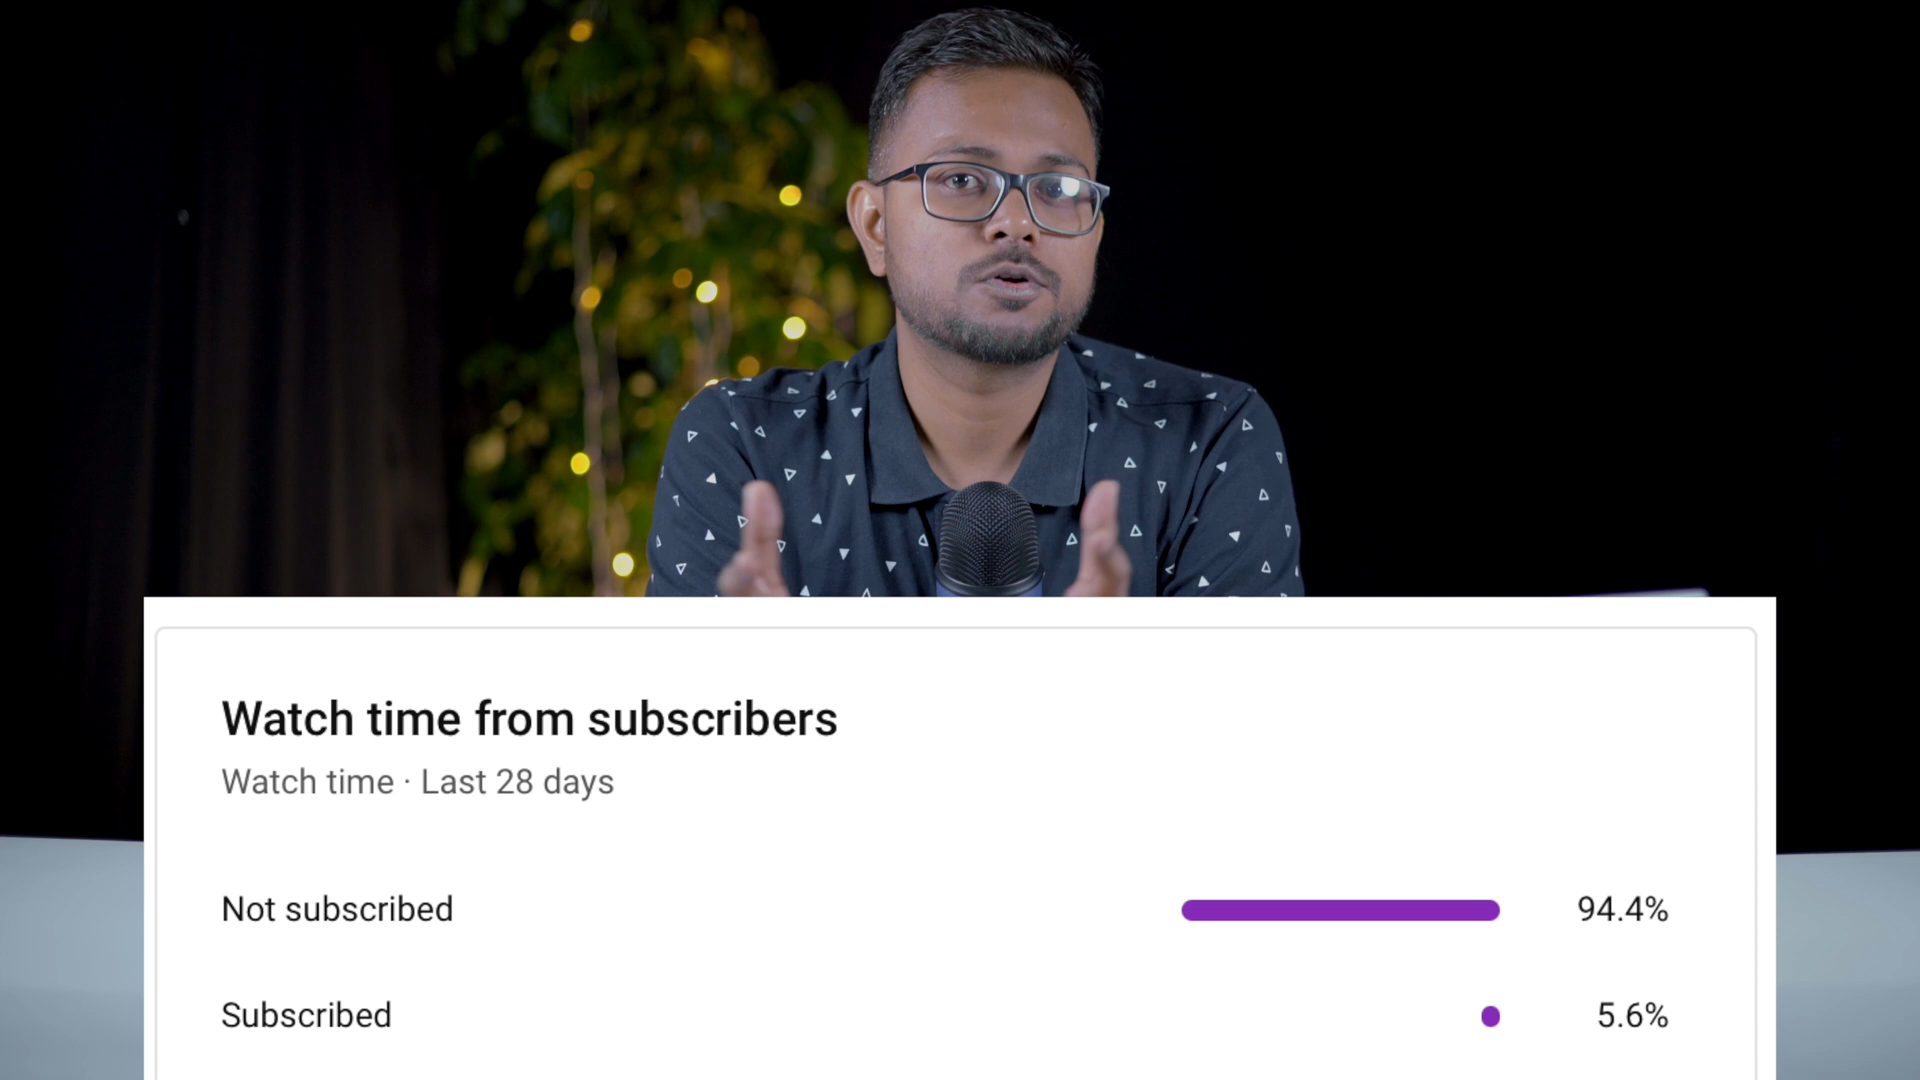 Watch time from subscribers
Watch time · Last 28 days
Not subscribed 94.4%
Subscribed 5.6%